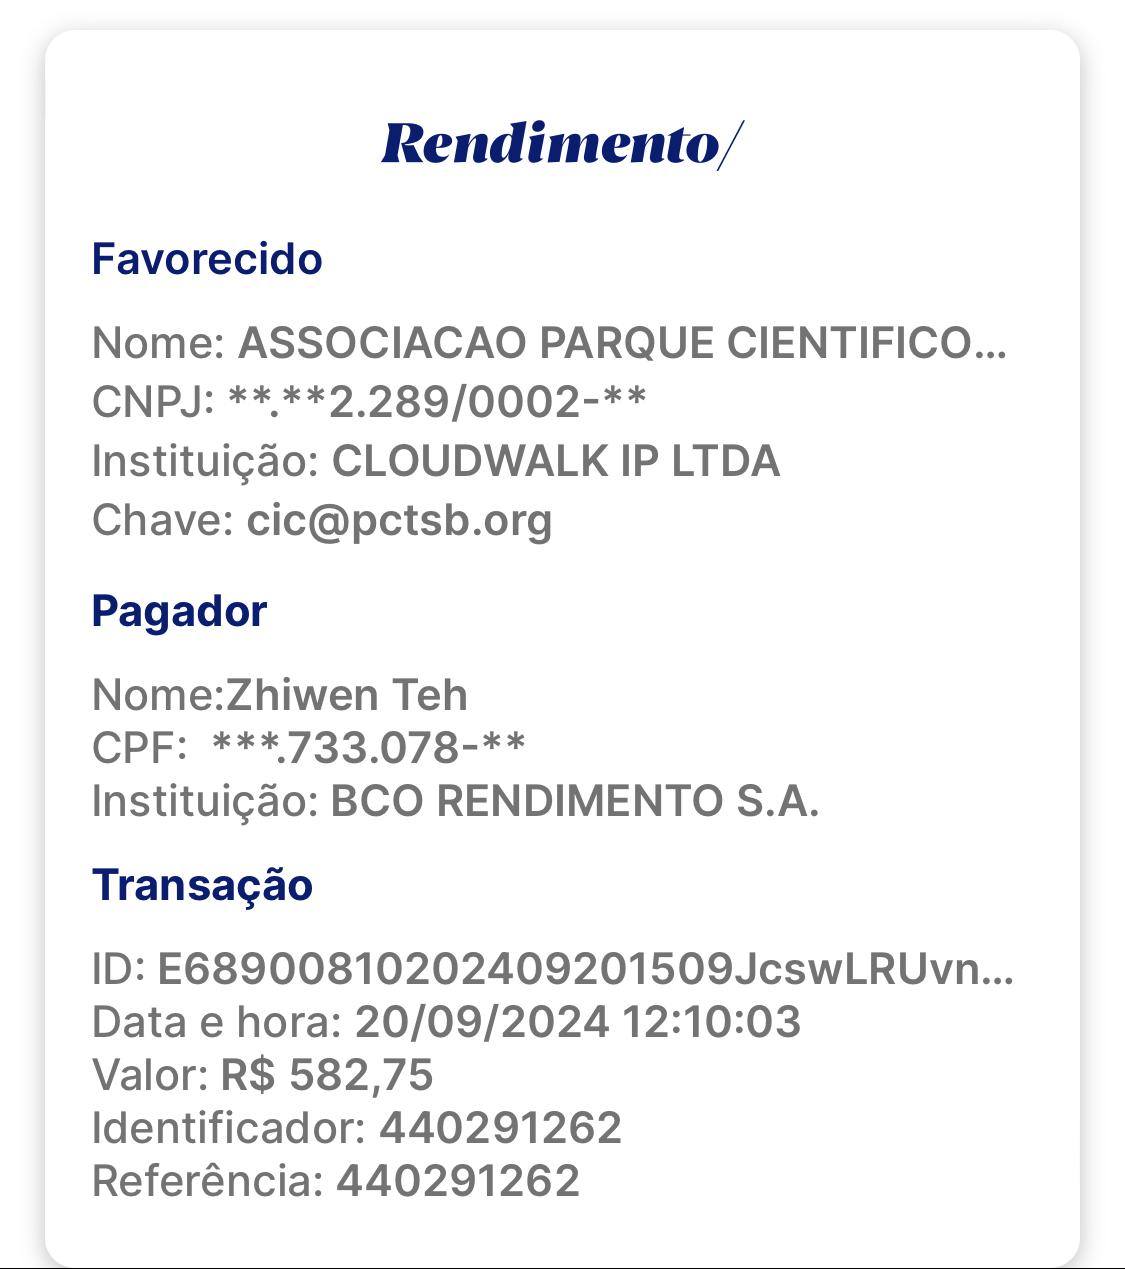 Rendimento/
Favorecido
Nome: ASSOCIACAO PARQUE CIENTIFICO...
CNPJ: **.**2.289/0002-**
Instituição: CLOUDWALK IP LTDA
Chave: cic@pctsb.org
Pagador
Nome:Zhiwen Teh
CPF:  ***.733.078-**
Instituição: BCO RENDIMENTO S.A.
Transação
ID: E68900810202409201509JcswLRUvn...
Data e hora: 20/09/2024 12:10:03
Valor: R$ 582,75
Identificador: 440291262
Referência: 440291262